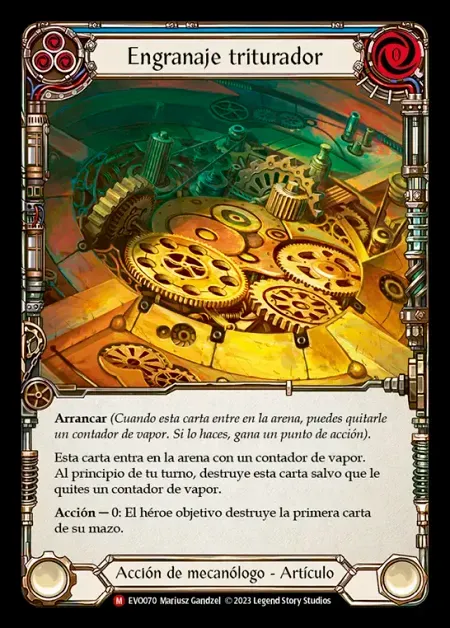 Engranaje triturador
0
Arrancar (Cuando esta carta entre en la arena, puedes quitarle
un contador de vapor. Si lo haces, gana un punto de acción).
Esta carta entra en la arena con un contador de vapor.
Al principio de tu turno, destruye esta carta salvo que le
quites un contador de vapor.
Acción — 0: El héroe objetivo destruye la primera carta
de su mazo.
Acción de mecanólogo - Artículo
M EVO070 Mariusz Gandzel © 2023 Legend Story Studios